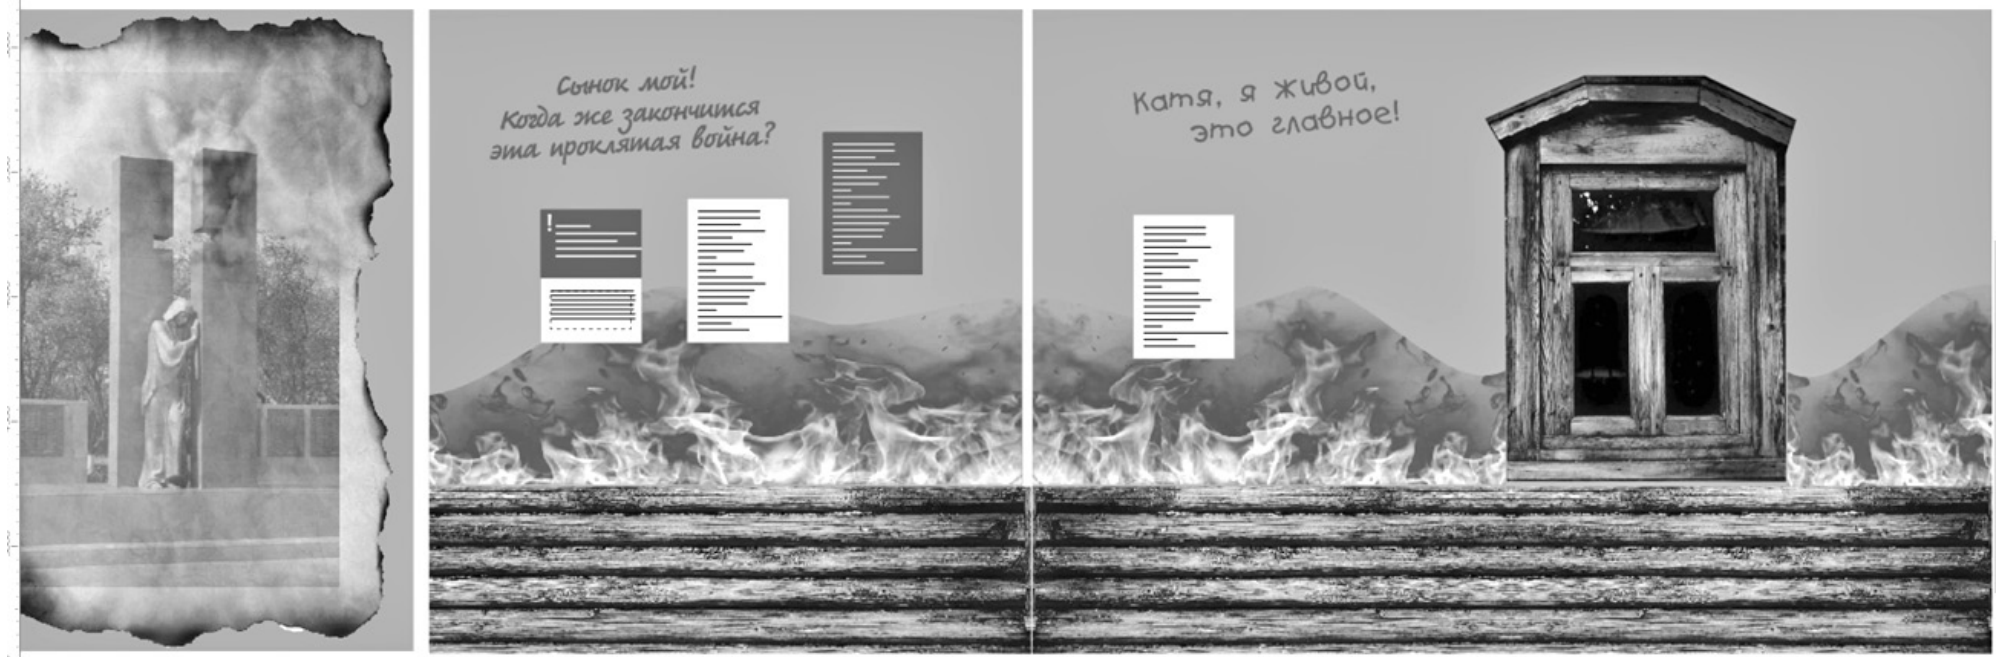 Сынок мой!
Когда же закончится
эта проклятая война?
!
Катя, я живой,
это главное!